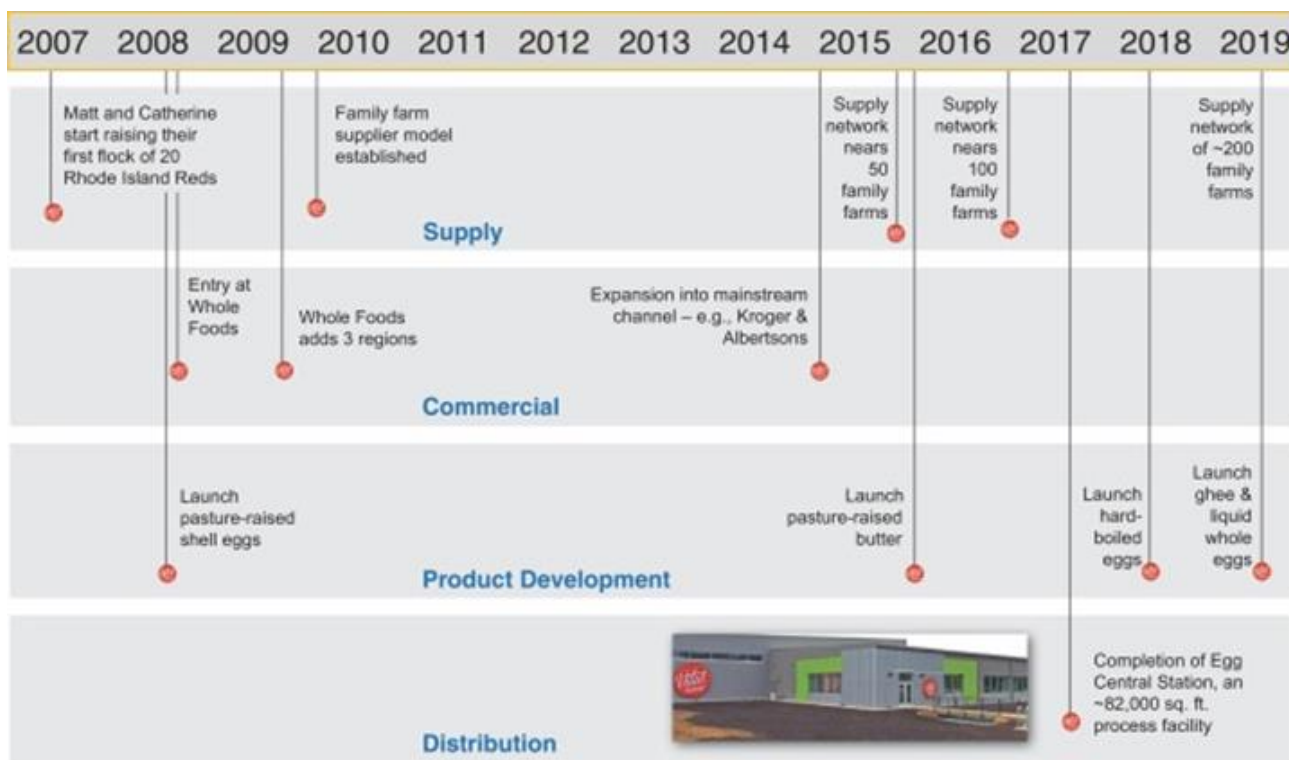 2007 2008 2009 2010 2011 2012 2013 2014 2015 2016 2017 2018 2019
Matt and Catherine
start raising their
first flock of 20
Rhode Island Reds
Family farm
supplier model
established
Supply
network
nears
50
family
farms
Supply
network
nears
100
family
farms
Supply
network
of ~200
family
farms
Supply
Entry at
Whole
Foods
Whole Foods
adds 3 regions
Expansion into mainstream
channel – e.g., Kroger &
Albertsons
Commercial
Launch
pasture-raised
shell eggs
Launch
pasture-raised
butter
Launch
hard-
boiled
eggs
Launch
ghee &
liquid
whole
eggs
Product Development
Vital
Completion of Egg
Central Station, an
~82,000 sq. ft.
process facility
Distribution